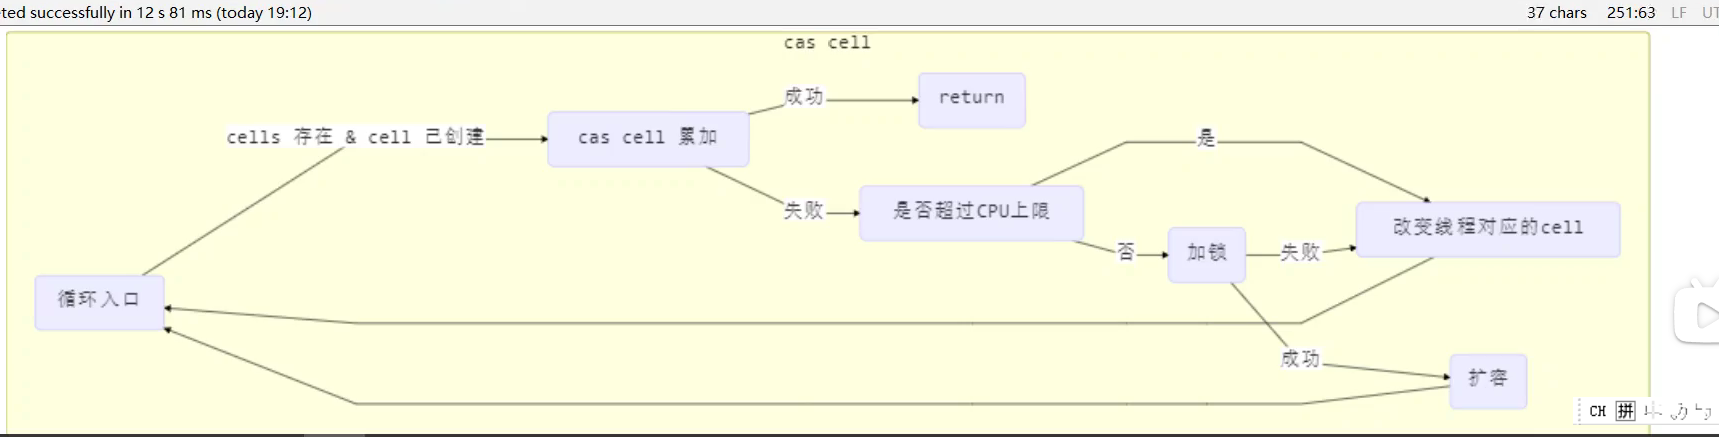 ted successfully in 12 s 81 ms (today 19:12)
37 chars 251:63 LF UT
cas cell
成功
return
cells 存在 & cell 已创建
cas cell 累加
是
失败
是否超过CPU上限
改变线程对应的cell
否
加锁
失败
循环入口
成功
扩容
CH 拼